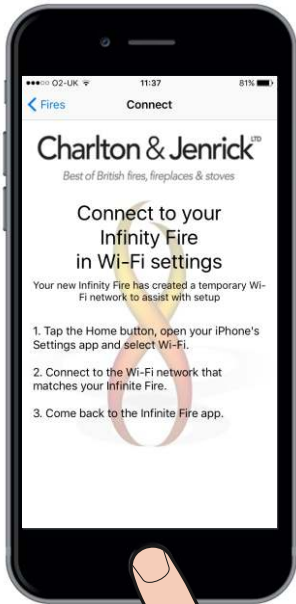 O2-UK 11:37 81%
Fires Connect
Charlton & Jenrick LTD
Best of British fires, fireplaces & stoves
Connect to your
Infinity Fire
in Wi-Fi settings
Your new Infinity Fire has created a temporary Wi-
Fi network to assist with setup
1. Tap the Home button, open your iPhone's
Settings app and select Wi-Fi.
2. Connect to the Wi-Fi network that
matches your Infinite Fire.
3. Come back to the Infinite Fire app.